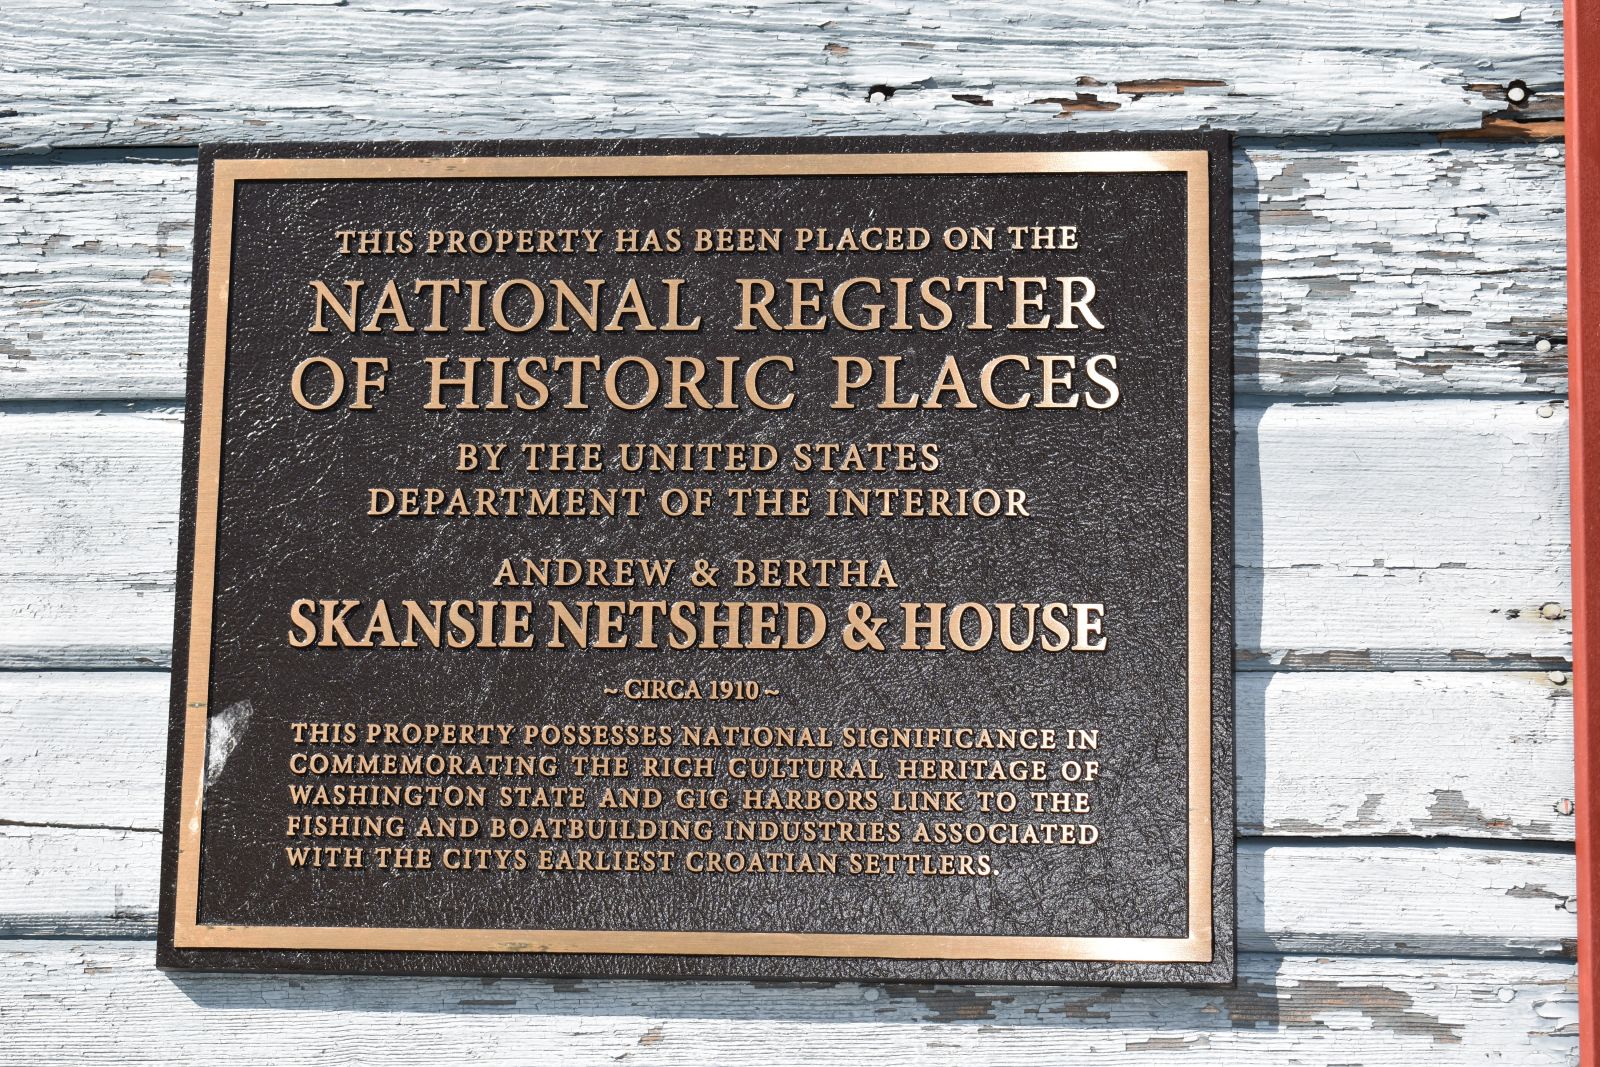 THIS PROPERTY HAS BEEN PLACED ON THE
NATIONAL REGISTER
OF HISTORIC PLACES
BY THE UNITED STATES
DEPARTMENT OF THE INTERIOR
ANDREW & BERTHA
SKANSIE NETSHED & HOUSE
~ CIRCA 1910 ~
THIS PROPERTY POSSESSES NATIONAL SIGNIFICANCE IN
COMMEMORATING THE RICH CULTURAL HERITAGE OF
WASHINGTON STATE AND GIG HARBORS LINK TO THE
FISHING AND BOATBUILDING INDUSTRIES ASSOCIATED
WITH THE CITYS EARLIEST CROATIAN SETTLERS.